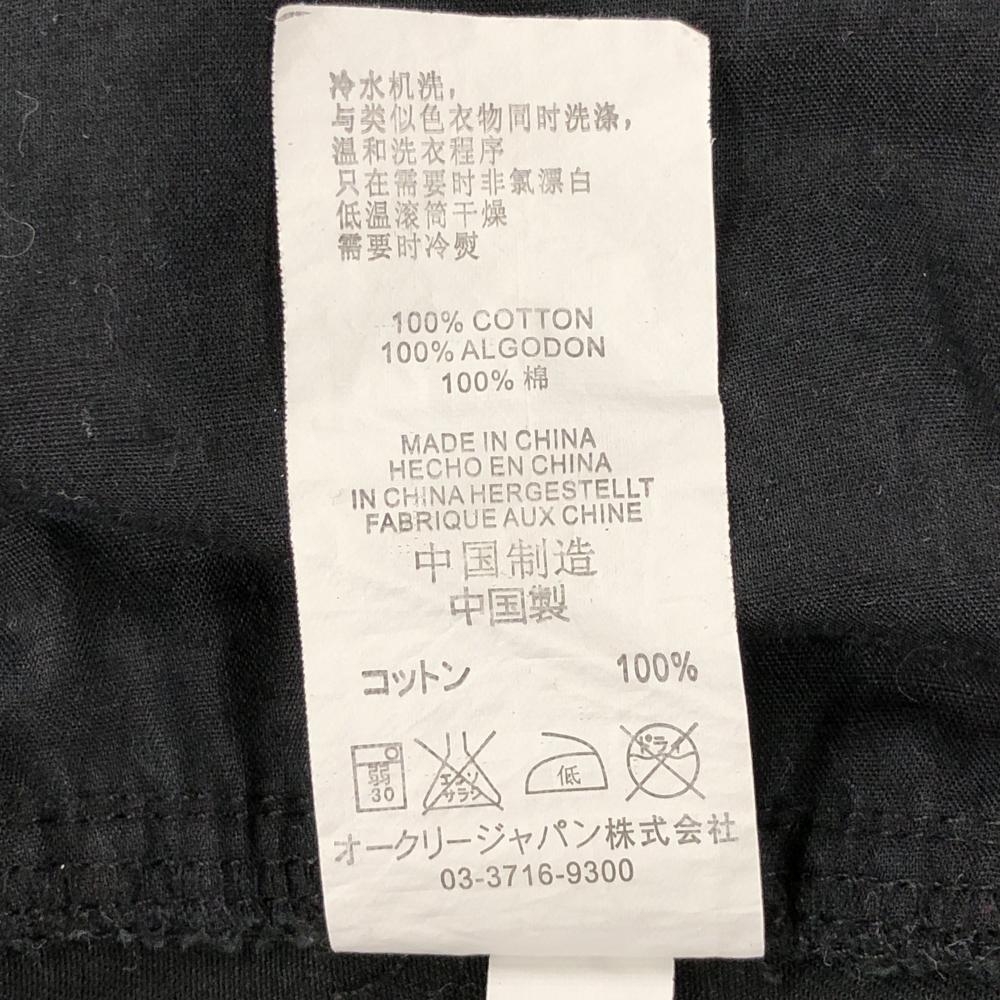 冷水机洗，
与类似色衣物同时洗涤，
温和洗衣程序
只在需要时非氯漂白
低温滚筒干燥
需要时冷熨
100% COTTON
100% ALGODON
100% 棉
MADE IN CHINA
HECHO EN CHINA
IN CHINA HERGESTELLT
FABRIQUE AUX CHINE
中国制造
中国製
コットン 100%
弱 30
エンソ サラシ
低
ドライ
オークリージャパン株式会社
03-3716-9300